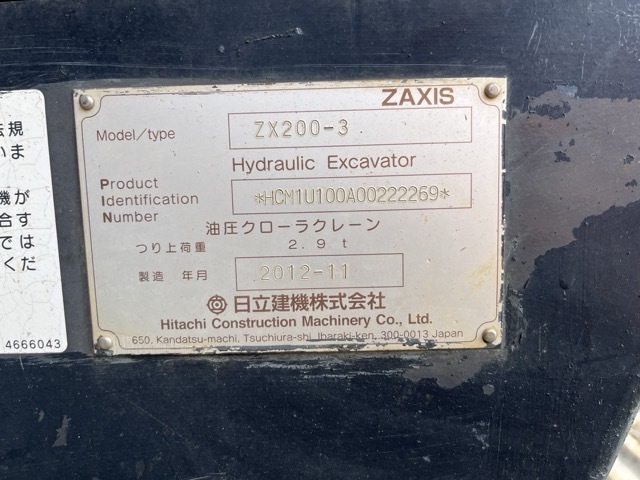 ZAXIS
Model/type ZX200-3
Hydraulic Excavator
Product
Identification *HCM1U100A00222269*
Number
油圧クローラクレーン
つり上荷重 2.9t
製造 年月 2012-11
日立建機株式会社
Hitachi Construction Machinery Co., Ltd.
650, Kandatsu-machi, Tsuchiura-shi, Ibaraki-ken, 300-0013 Japan
法規
いま
機が
合す
では
くだ
4666043